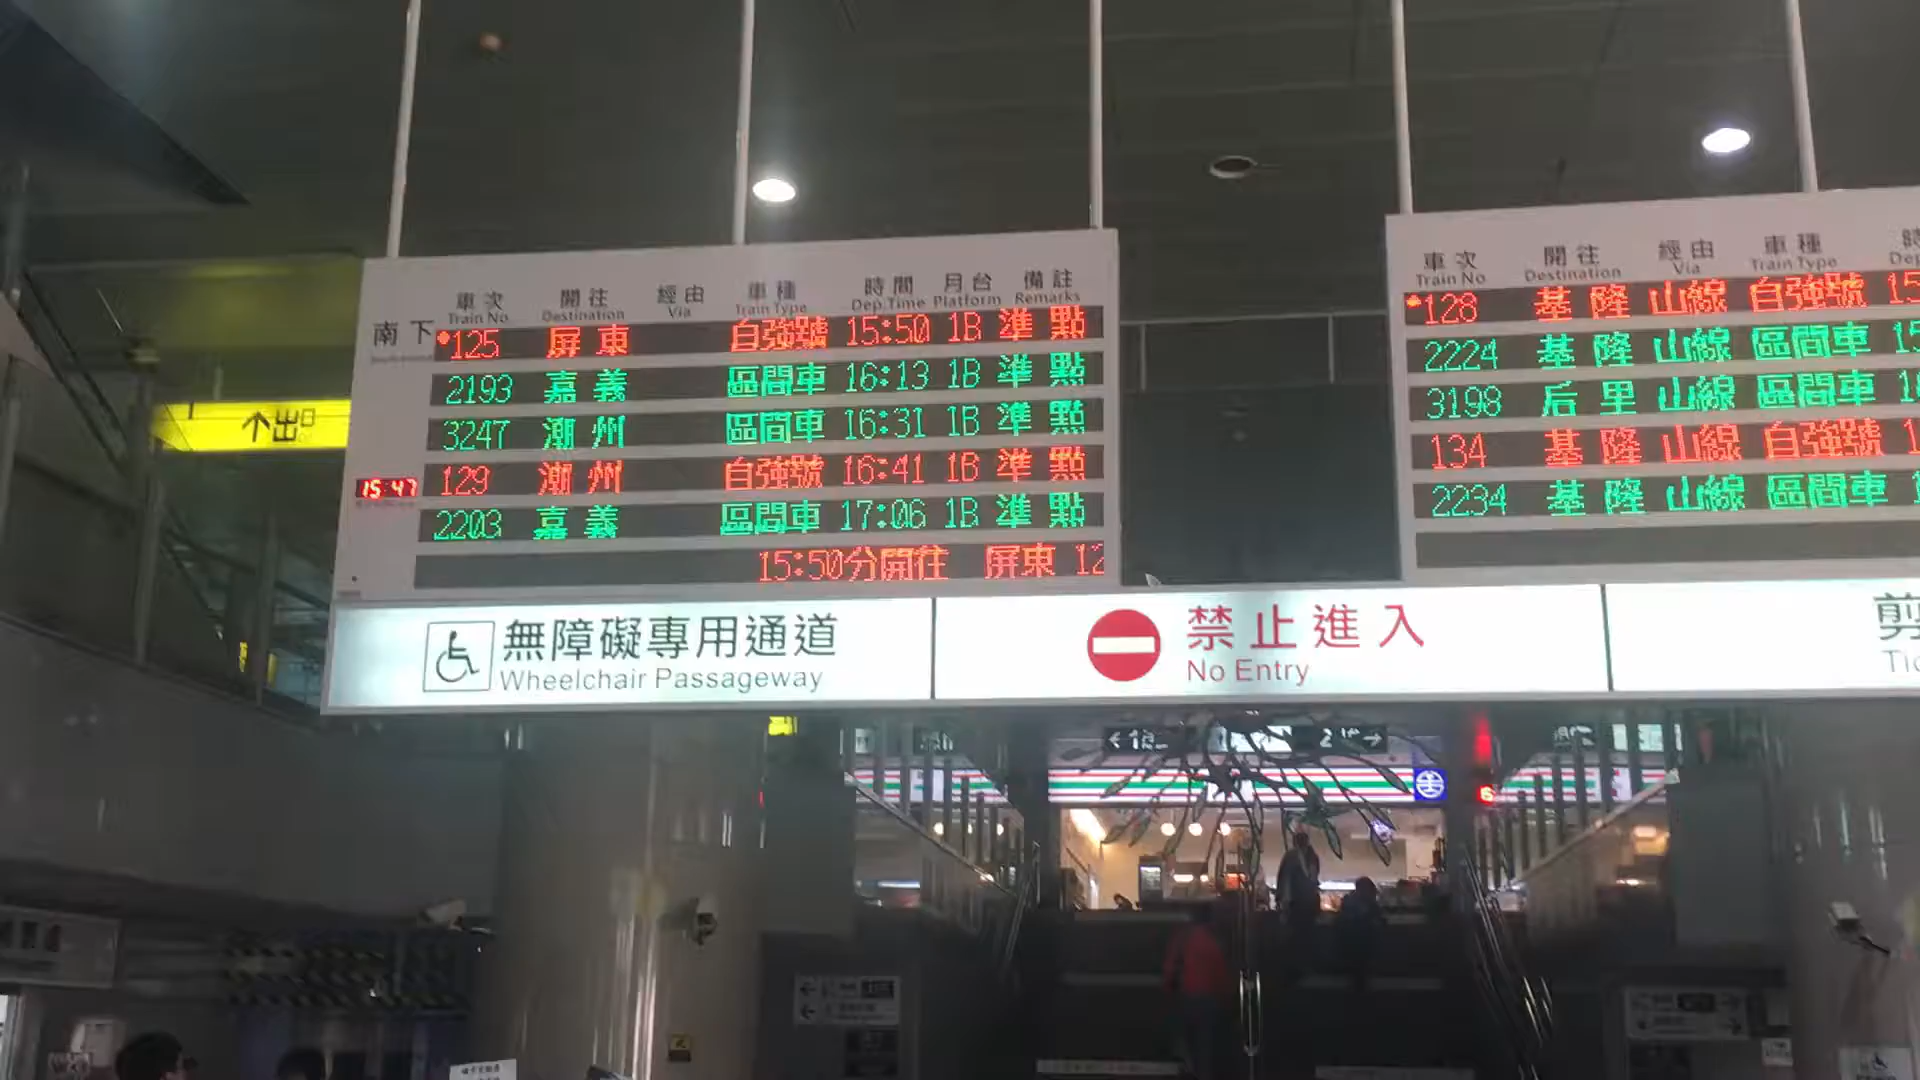 南下
車次 開往 經由 車種 時間 月台 備註
Train No Destination Via Train Type Dep.Time Platform Remarks
125 屏東 自強號 15:50 1B 準點
2193 嘉義 區間車 16:13 1B 準點
3247 潮州 區間車 16:31 1B 準點
129 潮州 自強號 16:41 1B 準點
2203 嘉義 區間車 17:06 1B 準點
15:50分開往 屏東 12
15:47
車次 開往 經由 車種
Train No Destination Via Train Type
128 基隆 山線 自強號 15
2224 基隆 山線 區間車 15
3198 后里 山線 區間車
134 基隆 山線 自強號
2234 基隆 山線 區間車
出口
無障礙專用通道
Wheelchair Passageway
禁止進入
No Entry
剪